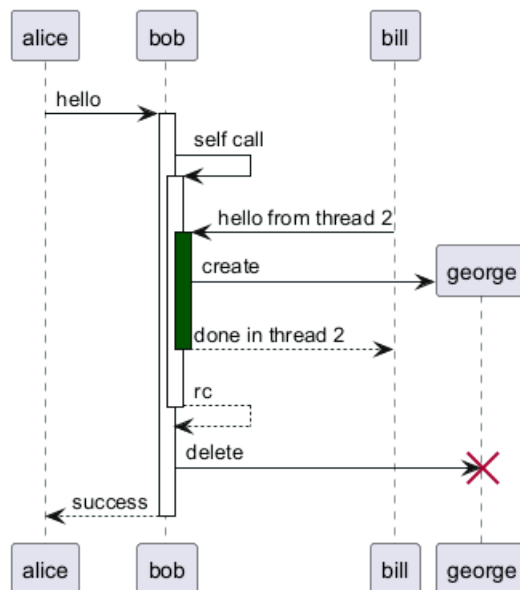 alice
bob
bill
hello
self call
hello from thread 2
create
george
done in thread 2
rc
delete
success
alice
bob
bill
george